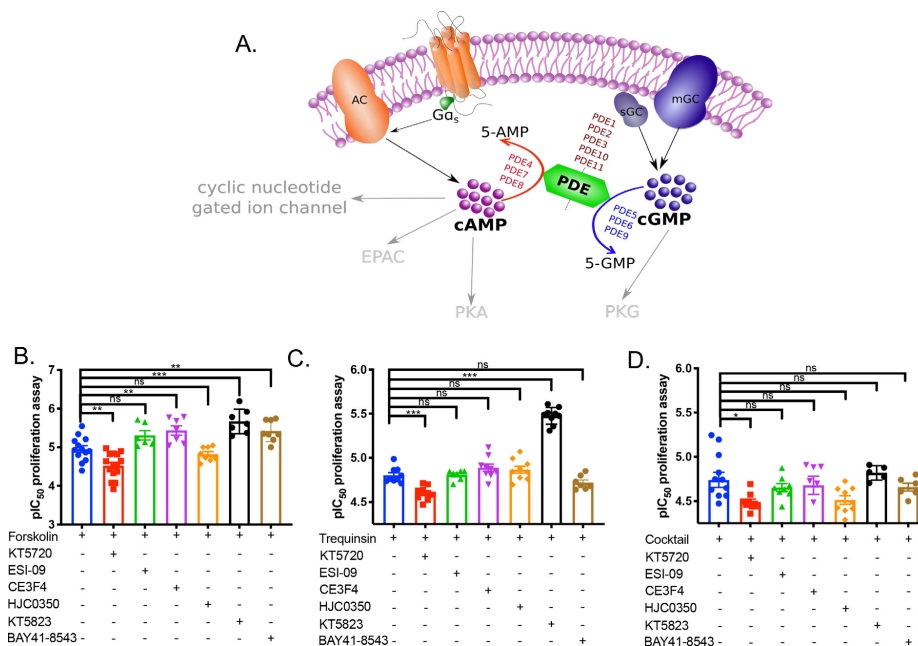 A.
AC
Gαs
sGC
mGC
5-AMP
PDE1
PDE2
PDE3
PDE10
PDE11
PDE4
PDE7
PDE8
PDE
cyclic nucleotide
gated ion channel
cAMP
cGMP
PDE5
PDE6
PDE9
EPAC
5-GMP
PKA
PKG
B.
pIC50 proliferation assay
7
6
5
4
3
**
***
ns
**
ns
**
Forskolin + + + + + + +
KT5720 - + - - - - -
ESI-09 - - + - - - -
CE3F4 - - - + - - -
HJC0350 - - - - + - -
KT5823 - - - - - + -
BAY41-8543 - - - - - - +
C.
pIC50 proliferation assay
6.0
5.5
5.0
4.5
ns
***
ns
ns
ns
***
Trequinsin + + + + + + +
KT5720 - + - - - - -
ESI-09 - - + - - - -
CE3F4 - - - + - - -
HJC0350 - - - - + - -
KT5823 - - - - - + -
BAY41-8543 - - - - - - +
D.
pIC50 proliferation assay
6.0
5.5
5.0
4.5
ns
ns
ns
ns
ns
*
Cocktail + + + + + + +
KT5720 - + - - - - -
ESI-09 - - + - - - -
CE3F4 - - - + - - -
HJC0350 - - - - + - -
KT5823 - - - - - + -
BAY41-8543 - - - - - - +